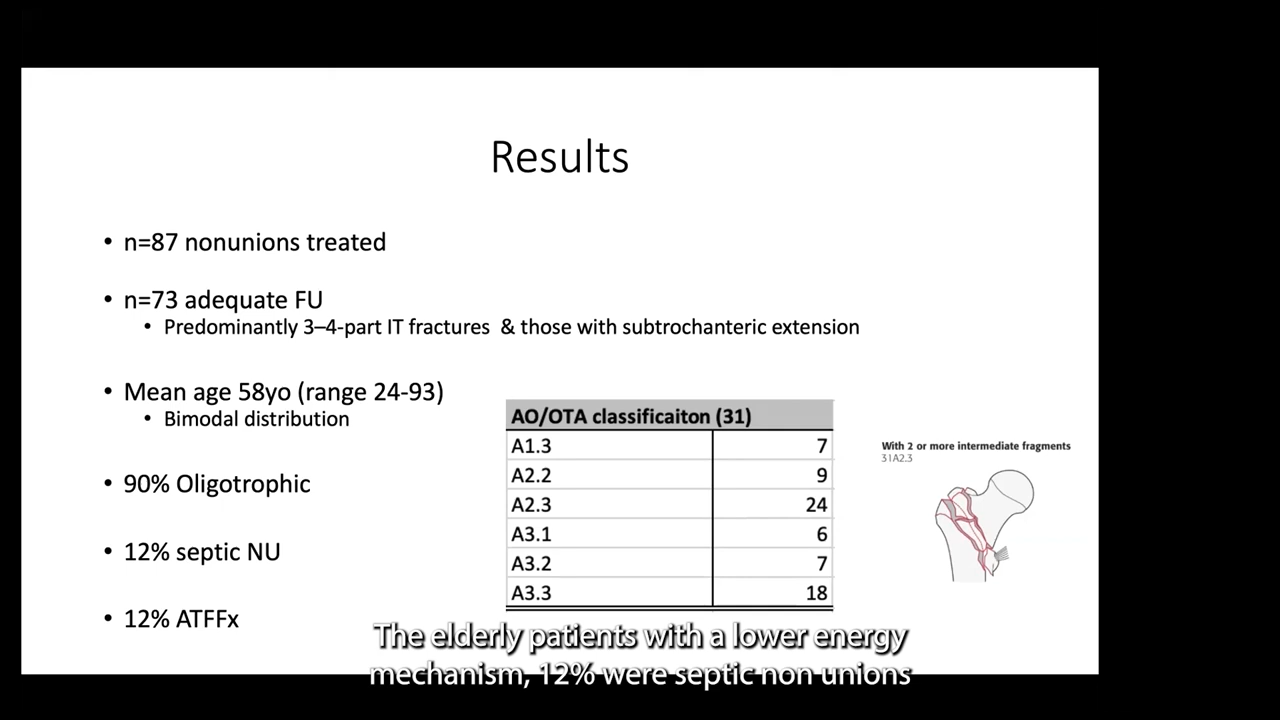 Results
• n=87 nonunions treated
• n=73 adequate FU
• Predominantly 3–4-part IT fractures & those with subtrochanteric extension
• Mean age 58yo (range 24-93)
• Bimodal distribution
• 90% Oligotrophic
• 12% septic NU
• 12% ATFFx
AO/OTA classificaiton (31)
A1.3 7
A2.2 9
A2.3 24
A3.1 6
A3.2 7
A3.3 18
With 2 or more intermediate fragments
31A2.3
The elderly patients with a lower energy
mechanism, 12% were septic non unions